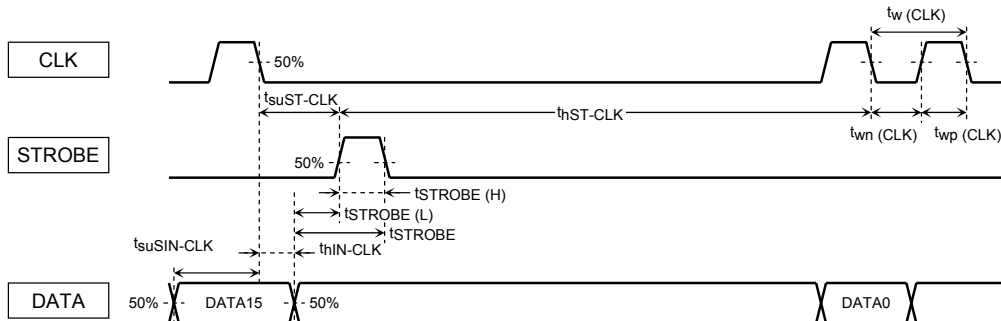 tw (CLK)
CLK
50%
tsuST-CLK
thST-CLK
twn (CLK)
twp (CLK)
STROBE
50%
tSTROBE (H)
tSTROBE (L)
tSTROBE
tsuSIN-CLK
thIN-CLK
DATA
50%
DATA15
50%
DATA0